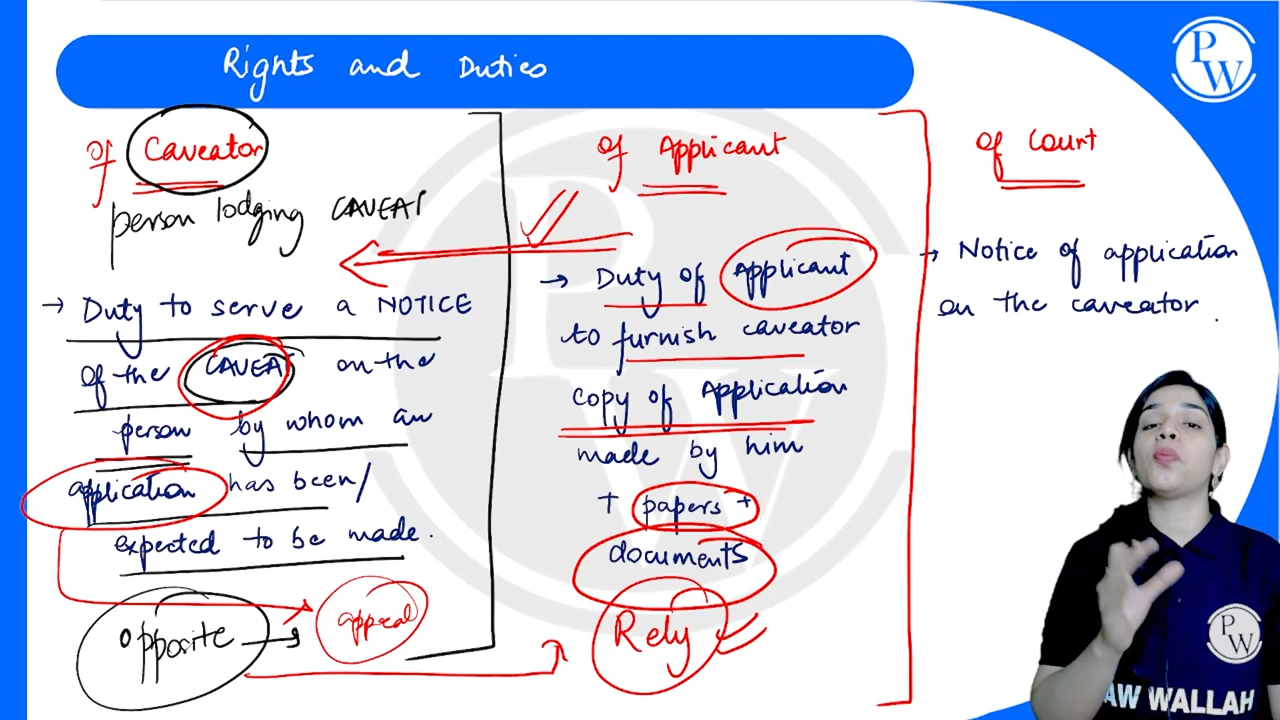 Rights and Duties
PW
of Caveator
person lodging CAVEAT
→ Duty to serve a NOTICE
of the CAVEAT on the
person by whom an
application has been/
expected to be made.
opposite → appeal
of Applicant
→ Duty of Applicant
to furnish caveator
copy of Application
made by him
+ papers +
documents
Rely
of Court
→ Notice of application
on the caveator.
PW
PW
AW WALLAH